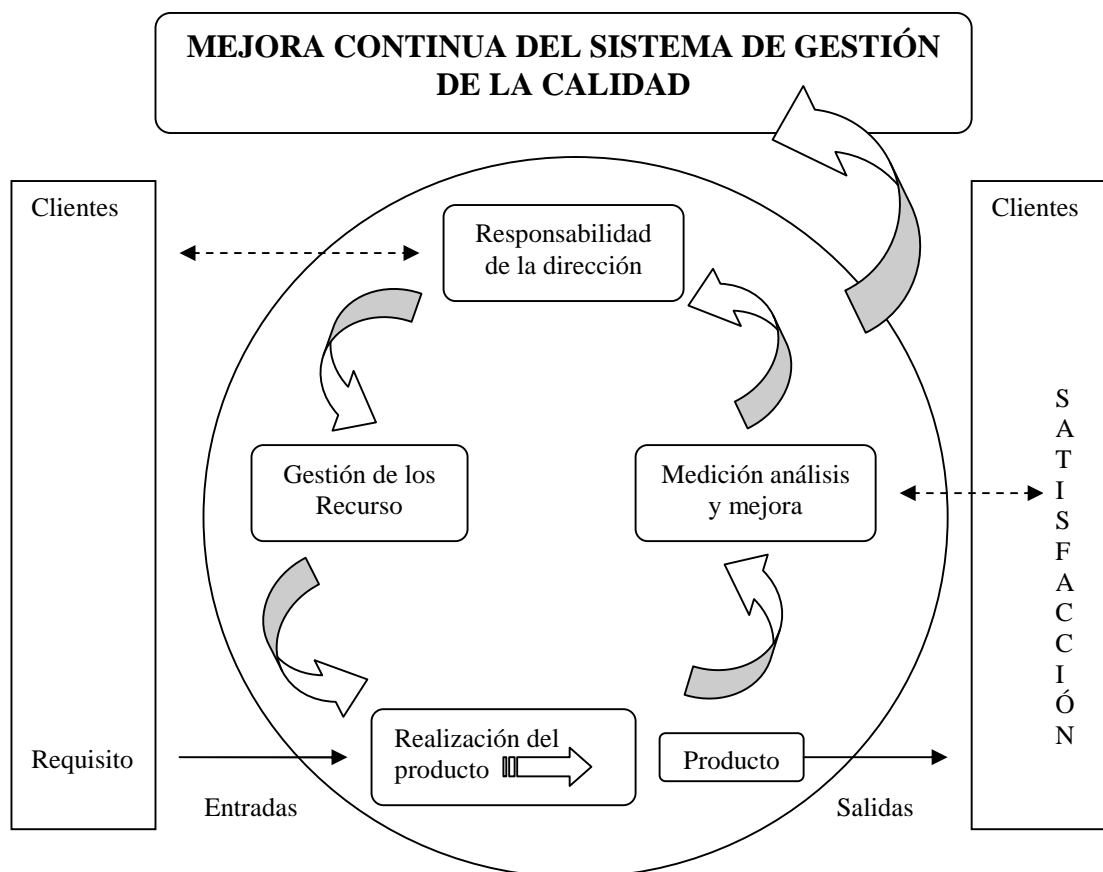 MEJORA CONTINUA DEL SISTEMA DE GESTIÓN
DE LA CALIDAD
Clientes
Responsabilidad
de la dirección
Clientes
Gestión de los
Recurso
Medición análisis
y mejora
SATISFACCIÓN
Requisito
Realización del
producto
Producto
Entradas
Salidas